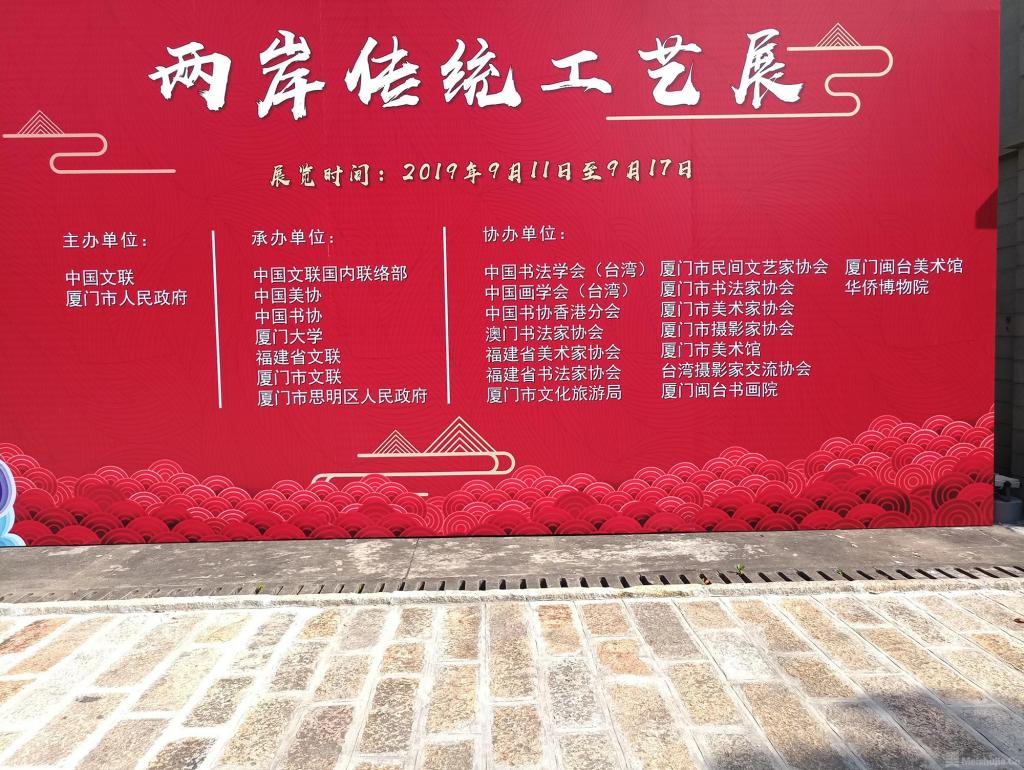 两岸传统工艺展
展览时间：2019年9月11日至9月17日
主办单位：
中国文联
厦门市人民政府
承办单位：
中国文联国内联络部
中国美协
中国书协
厦门大学
福建省文联
厦门市文联
厦门市思明区人民政府
协办单位：
中国书法学会（台湾）
中国画学会（台湾）
中国书协香港分会
澳门书法家协会
福建省美术家协会
福建省书法家协会
厦门市文化旅游局
厦门市民间文艺家协会
厦门市书法家协会
厦门市美术家协会
厦门市摄影家协会
厦门市美术馆
台湾摄影家交流协会
厦门闽台书画院
厦门闽台美术馆
华侨博物院
Meishujia.Cn